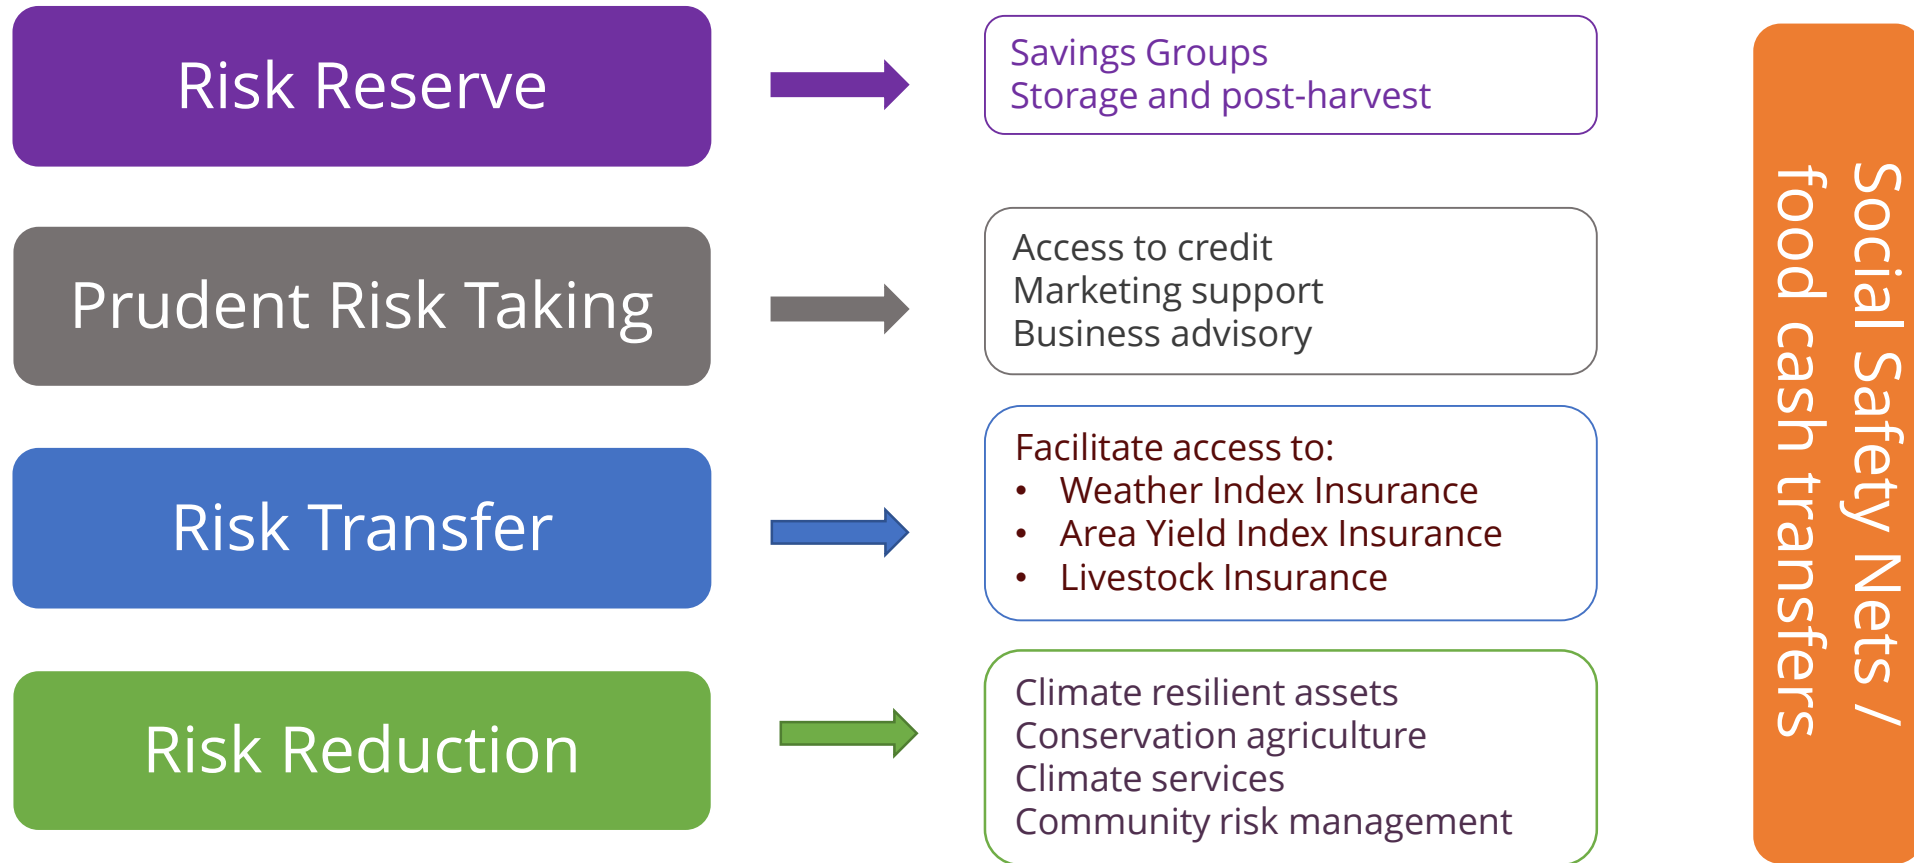 Risk Reserve
Savings Groups
Storage and post-harvest
Prudent Risk Taking
Access to credit
Marketing support
Business advisory
Risk Transfer
Facilitate access to:
• Weather Index Insurance
• Area Yield Index Insurance
• Livestock Insurance
Risk Reduction
Climate resilient assets
Conservation agriculture
Climate services
Community risk management
Social Safety Nets /
food cash transfers